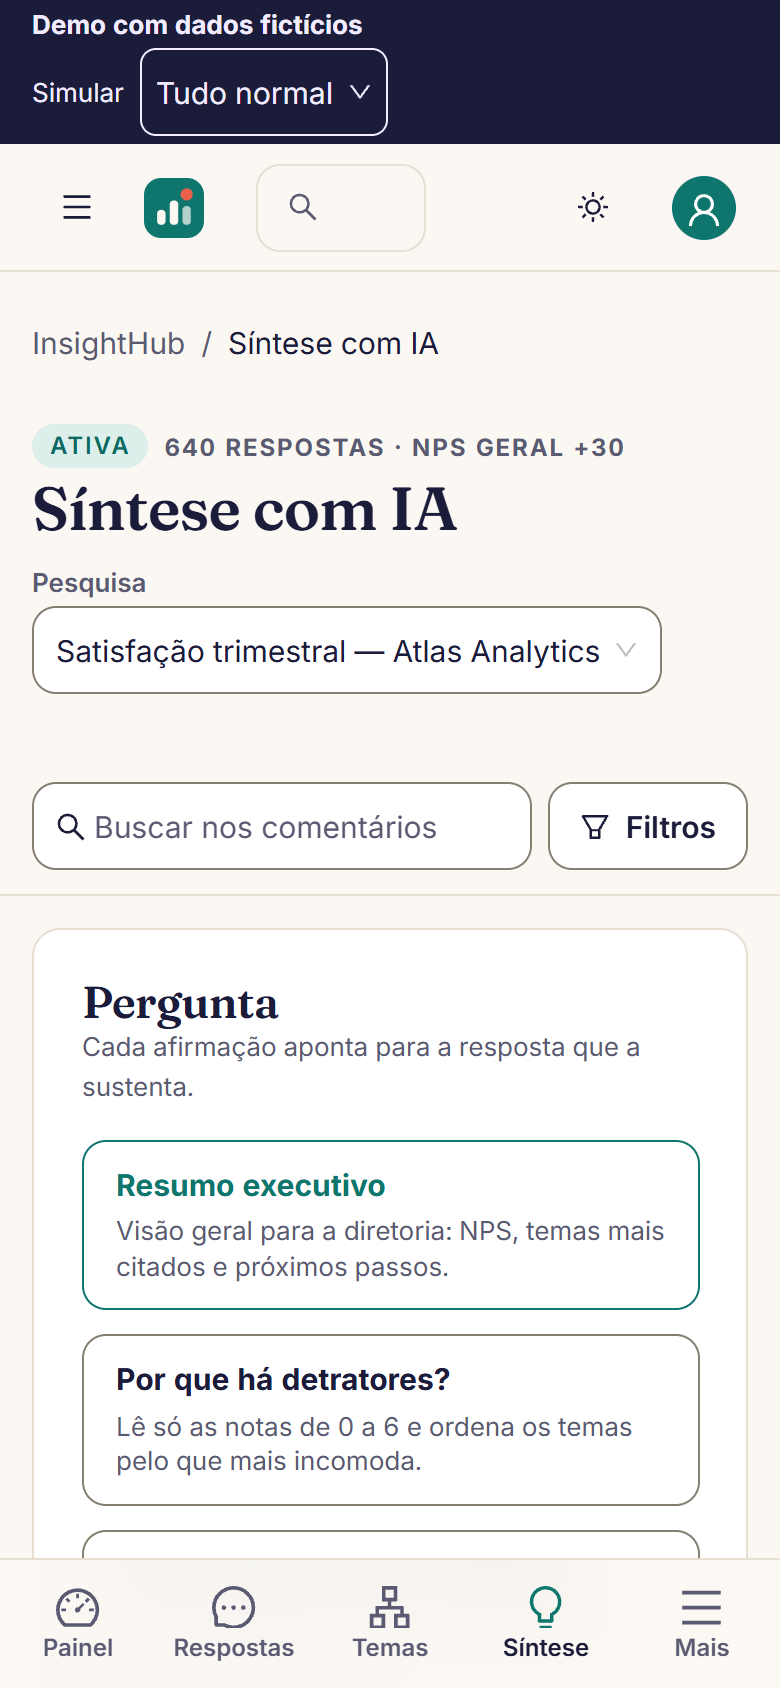 Demo com dados fictícios
Simular
Tudo normal
InsightHub / Síntese com IA
ATIVA 640 RESPOSTAS · NPS GERAL +30
Síntese com IA
Pesquisa
Satisfação trimestral — Atlas Analytics
Buscar nos comentários
Filtros
Pergunta
Cada afirmação aponta para a resposta que a
sustenta.
Resumo executivo
Visão geral para a diretoria: NPS, temas mais
citados e próximos passos.
Por que há detratores?
Lê só as notas de 0 a 6 e ordena os temas
pelo que mais incomoda.
Painel
Respostas
Temas
Síntese
Mais